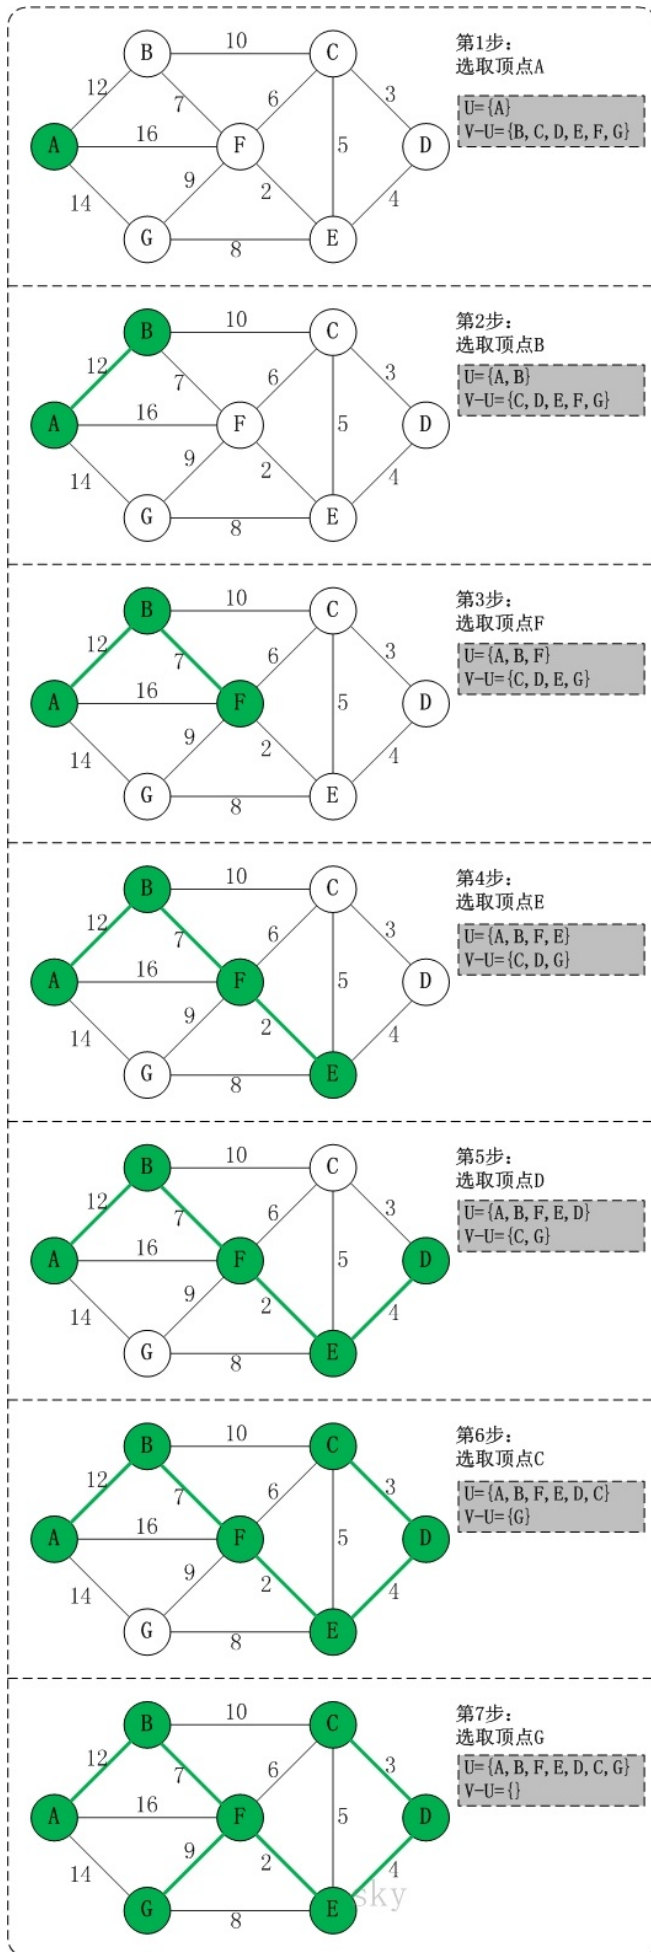 B 10 C
12 7 6 3
A 16 F 5 D
14 9 2 4
G 8 E
第1步：
选取顶点A
U={A}
V-U={B,C,D,E,F,G}
B 10 C
12 7 6 3
A 16 F 5 D
14 9 2 4
G 8 E
第2步：
选取顶点B
U={A,B}
V-U={C,D,E,F,G}
B 10 C
12 7 6 3
A 16 F 5 D
14 9 2 4
G 8 E
第3步：
选取顶点F
U={A,B,F}
V-U={C,D,E,G}
B 10 C
12 7 6 3
A 16 F 5 D
14 9 2 4
G 8 E
第4步：
选取顶点E
U={A,B,F,E}
V-U={C,D,G}
B 10 C
12 7 6 3
A 16 F 5 D
14 9 2 4
G 8 E
第5步：
选取顶点D
U={A,B,F,E,D}
V-U={C,G}
B 10 C
12 7 6 3
A 16 F 5 D
14 9 2 4
G 8 E
第6步：
选取顶点C
U={A,B,F,E,D,C}
V-U={G}
B 10 C
12 7 6 3
A 16 F 5 D
14 9 2 4
G 8 E
第7步：
选取顶点G
U={A,B,F,E,D,C,G}
V-U={}
sky